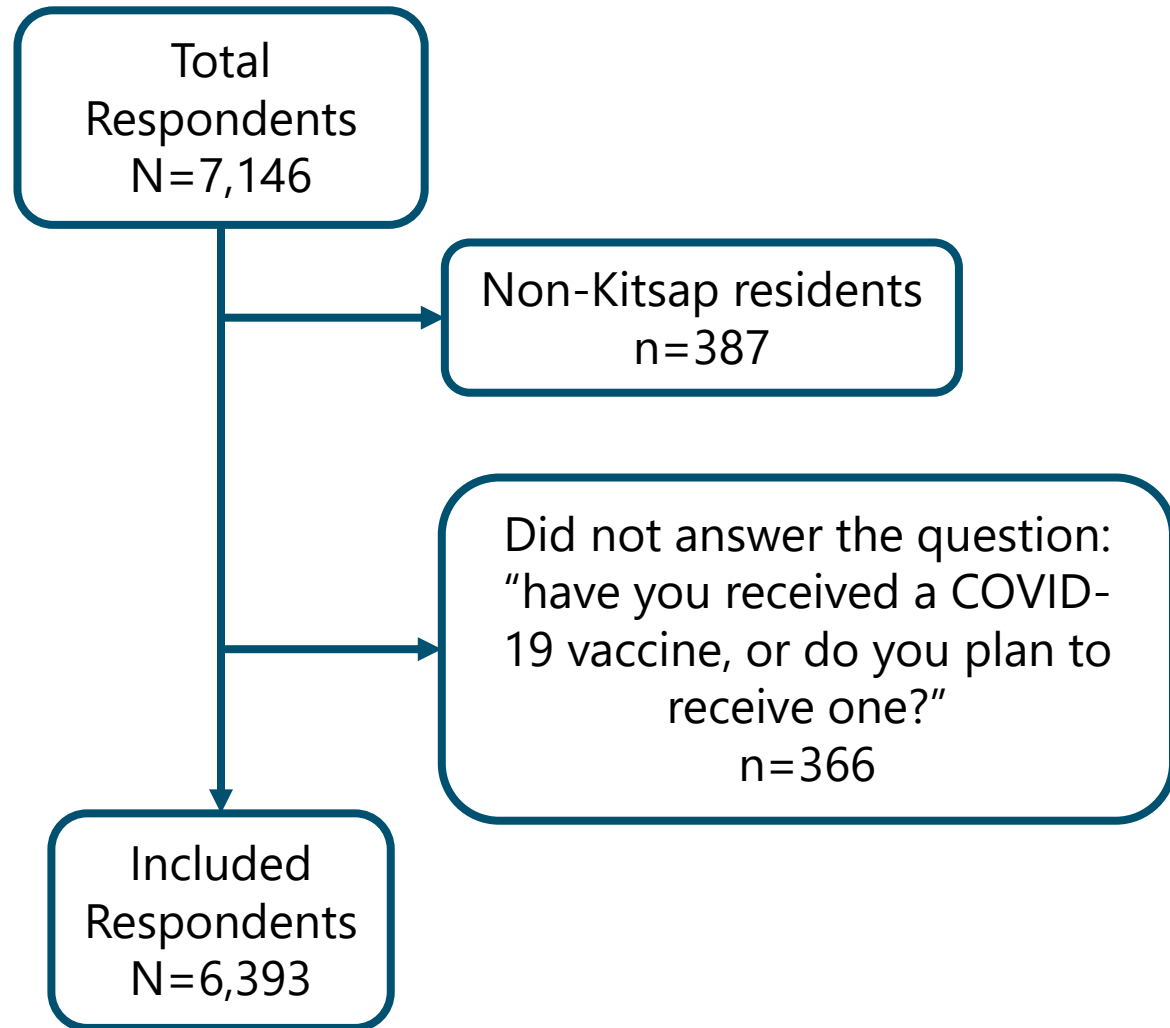 Total
Respondents
N=7,146
Non-Kitsap residents
n=387
Did not answer the question:
“have you received a COVID-
19 vaccine, or do you plan to
receive one?”
n=366
Included
Respondents
N=6,393